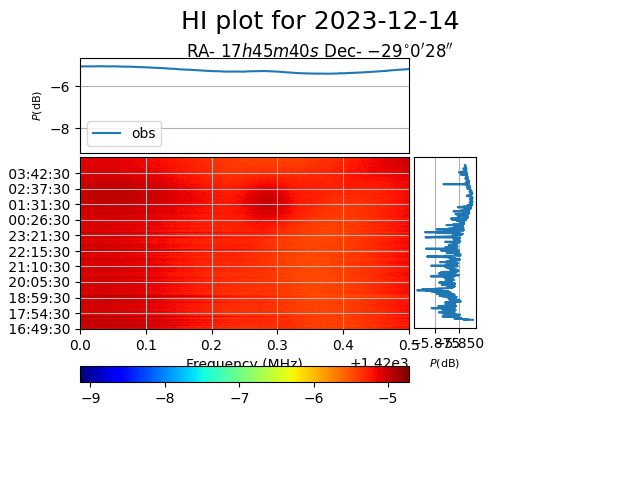 HI plot for 2023-12-14
RA- 17h45m40s Dec- −29°0′28″
P(dB)
−6
−8
obs
03:42:30
02:37:30
01:31:30
00:26:30
23:21:30
22:15:30
21:10:30
20:05:30
18:59:30
17:54:30
16:49:30
0.0 0.1 0.2 0.3 0.4 0.5
Frequency (MHz)
+1.42e3
P(dB)
−9 −8 −7 −6 −5